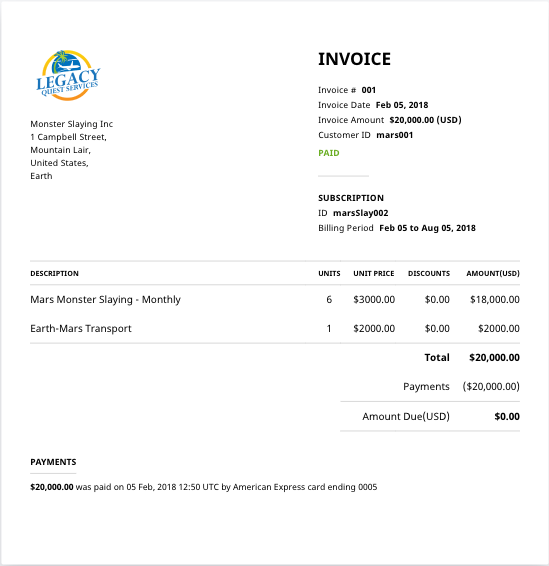 LEGACY
QUEST SERVICES
INVOICE
Invoice # 001
Invoice Date Feb 05, 2018
Invoice Amount $20,000.00 (USD)
Customer ID mars001
PAID
Monster Slaying Inc
1 Campbell Street,
Mountain Lair,
United States,
Earth
SUBSCRIPTION
ID marsSlay002
Billing Period Feb 05 to Aug 05, 2018
DESCRIPTION UNITS UNIT PRICE DISCOUNTS AMOUNT(USD)
Mars Monster Slaying - Monthly 6 $3000.00 $0.00 $18,000.00
Earth-Mars Transport 1 $2000.00 $0.00 $2000.00
Total $20,000.00
Payments ($20,000.00)
Amount Due(USD) $0.00
PAYMENTS
$20,000.00 was paid on 05 Feb, 2018 12:50 UTC by American Express card ending 0005